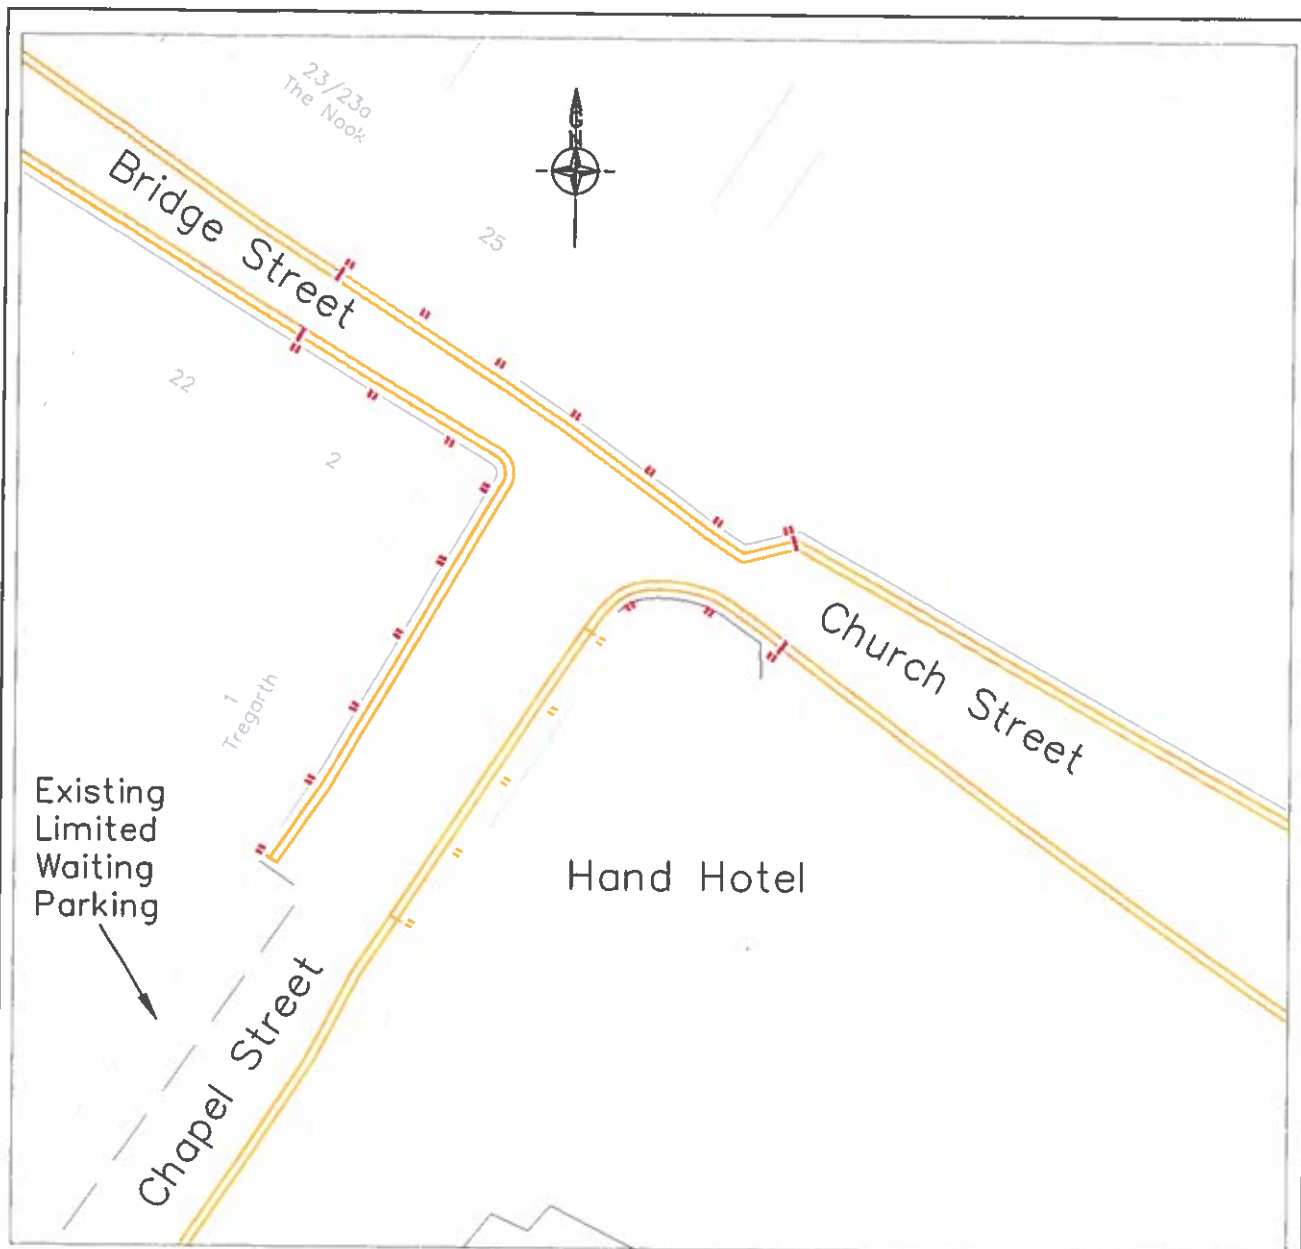 23/23a
The Nook
G
N
25
Bridge Street
22
2
Church Street
1
Tregarth
Existing
Limited
Waiting
Parking
Hand Hotel
Chapel Street